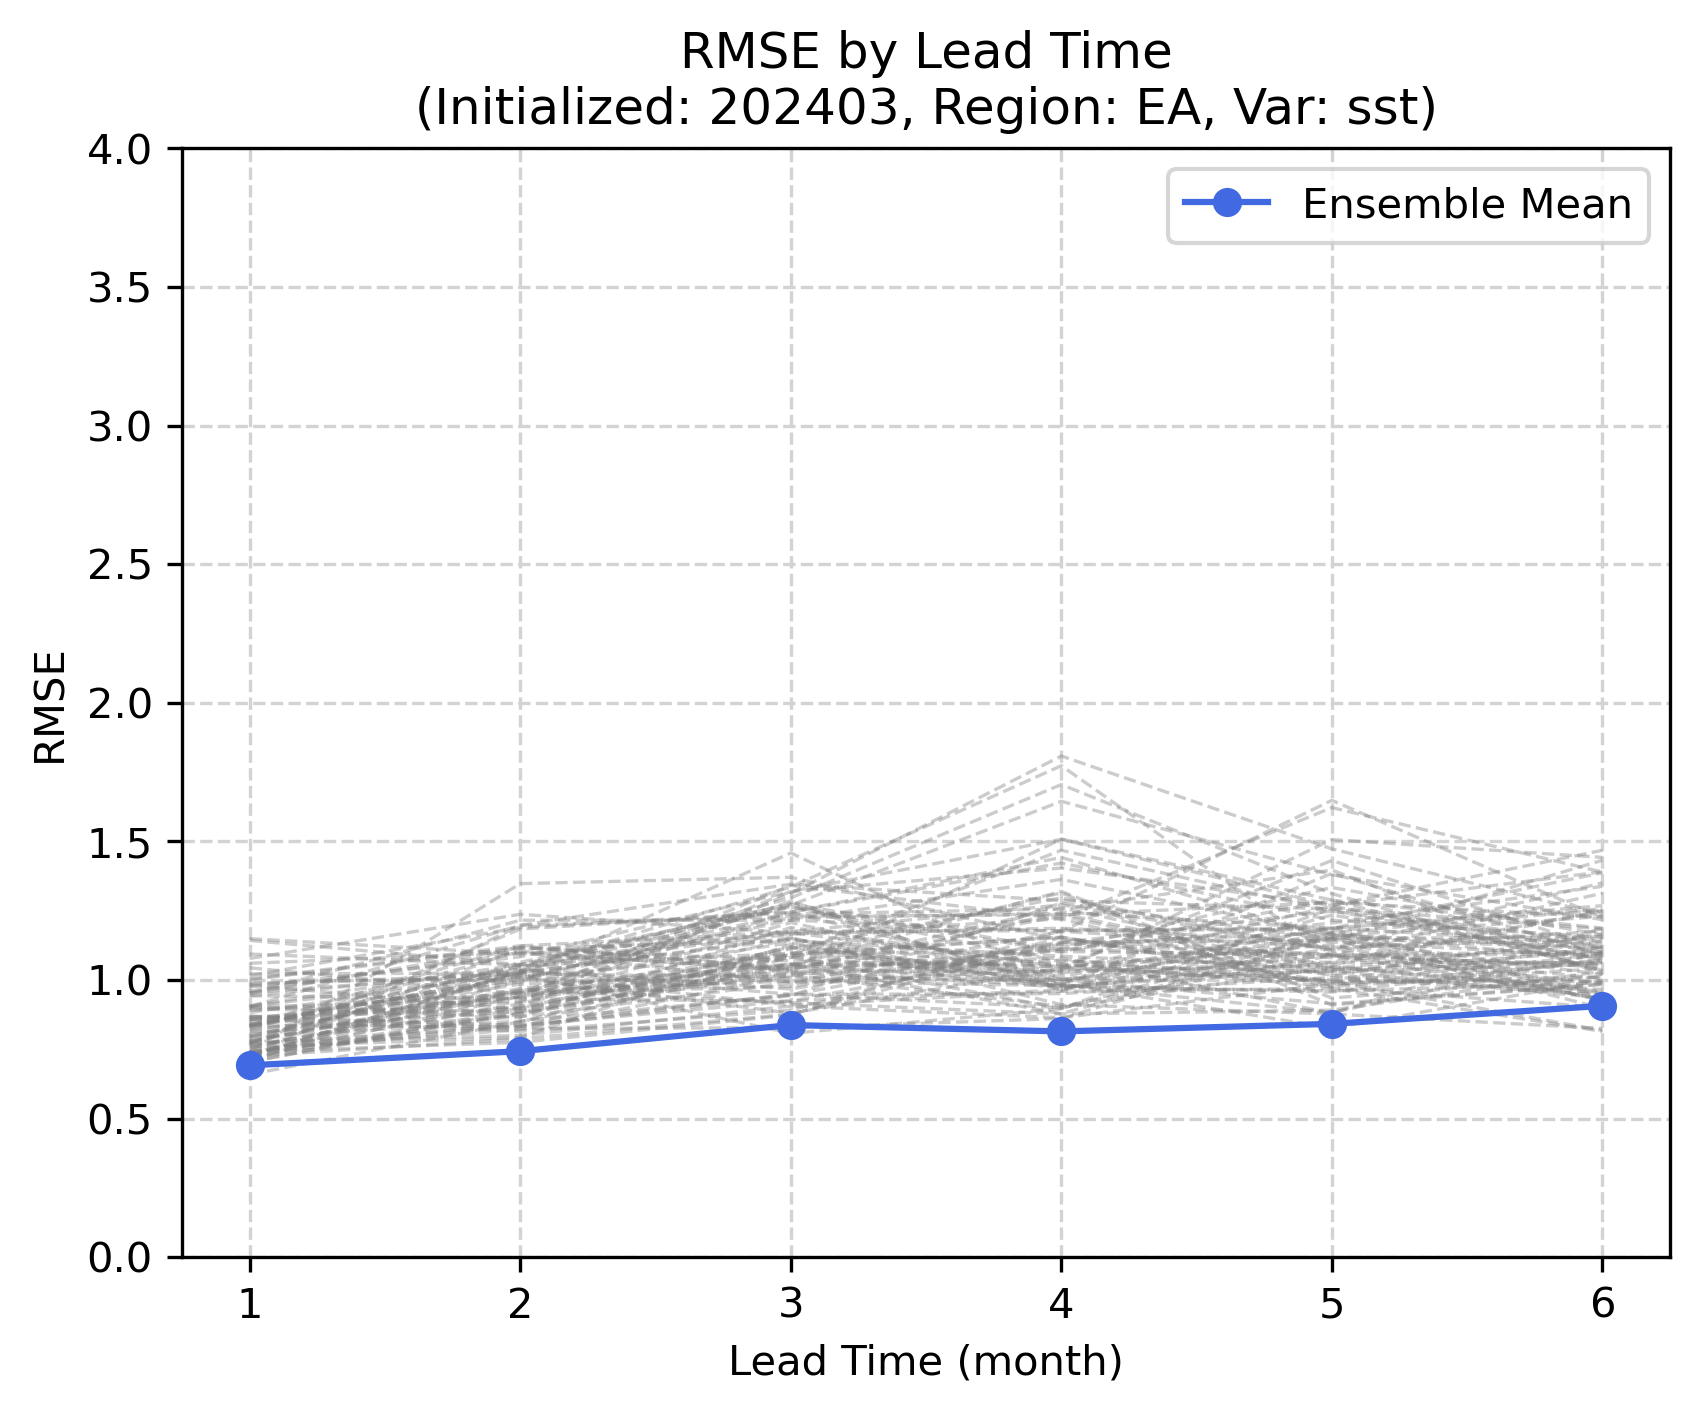 RMSE by Lead Time
(Initialized: 202403, Region: EA, Var: sst)
Ensemble Mean
4.0
3.5
3.0
2.5
2.0
1.5
1.0
0.5
0.0
RMSE
1 2 3 4 5 6
Lead Time (month)